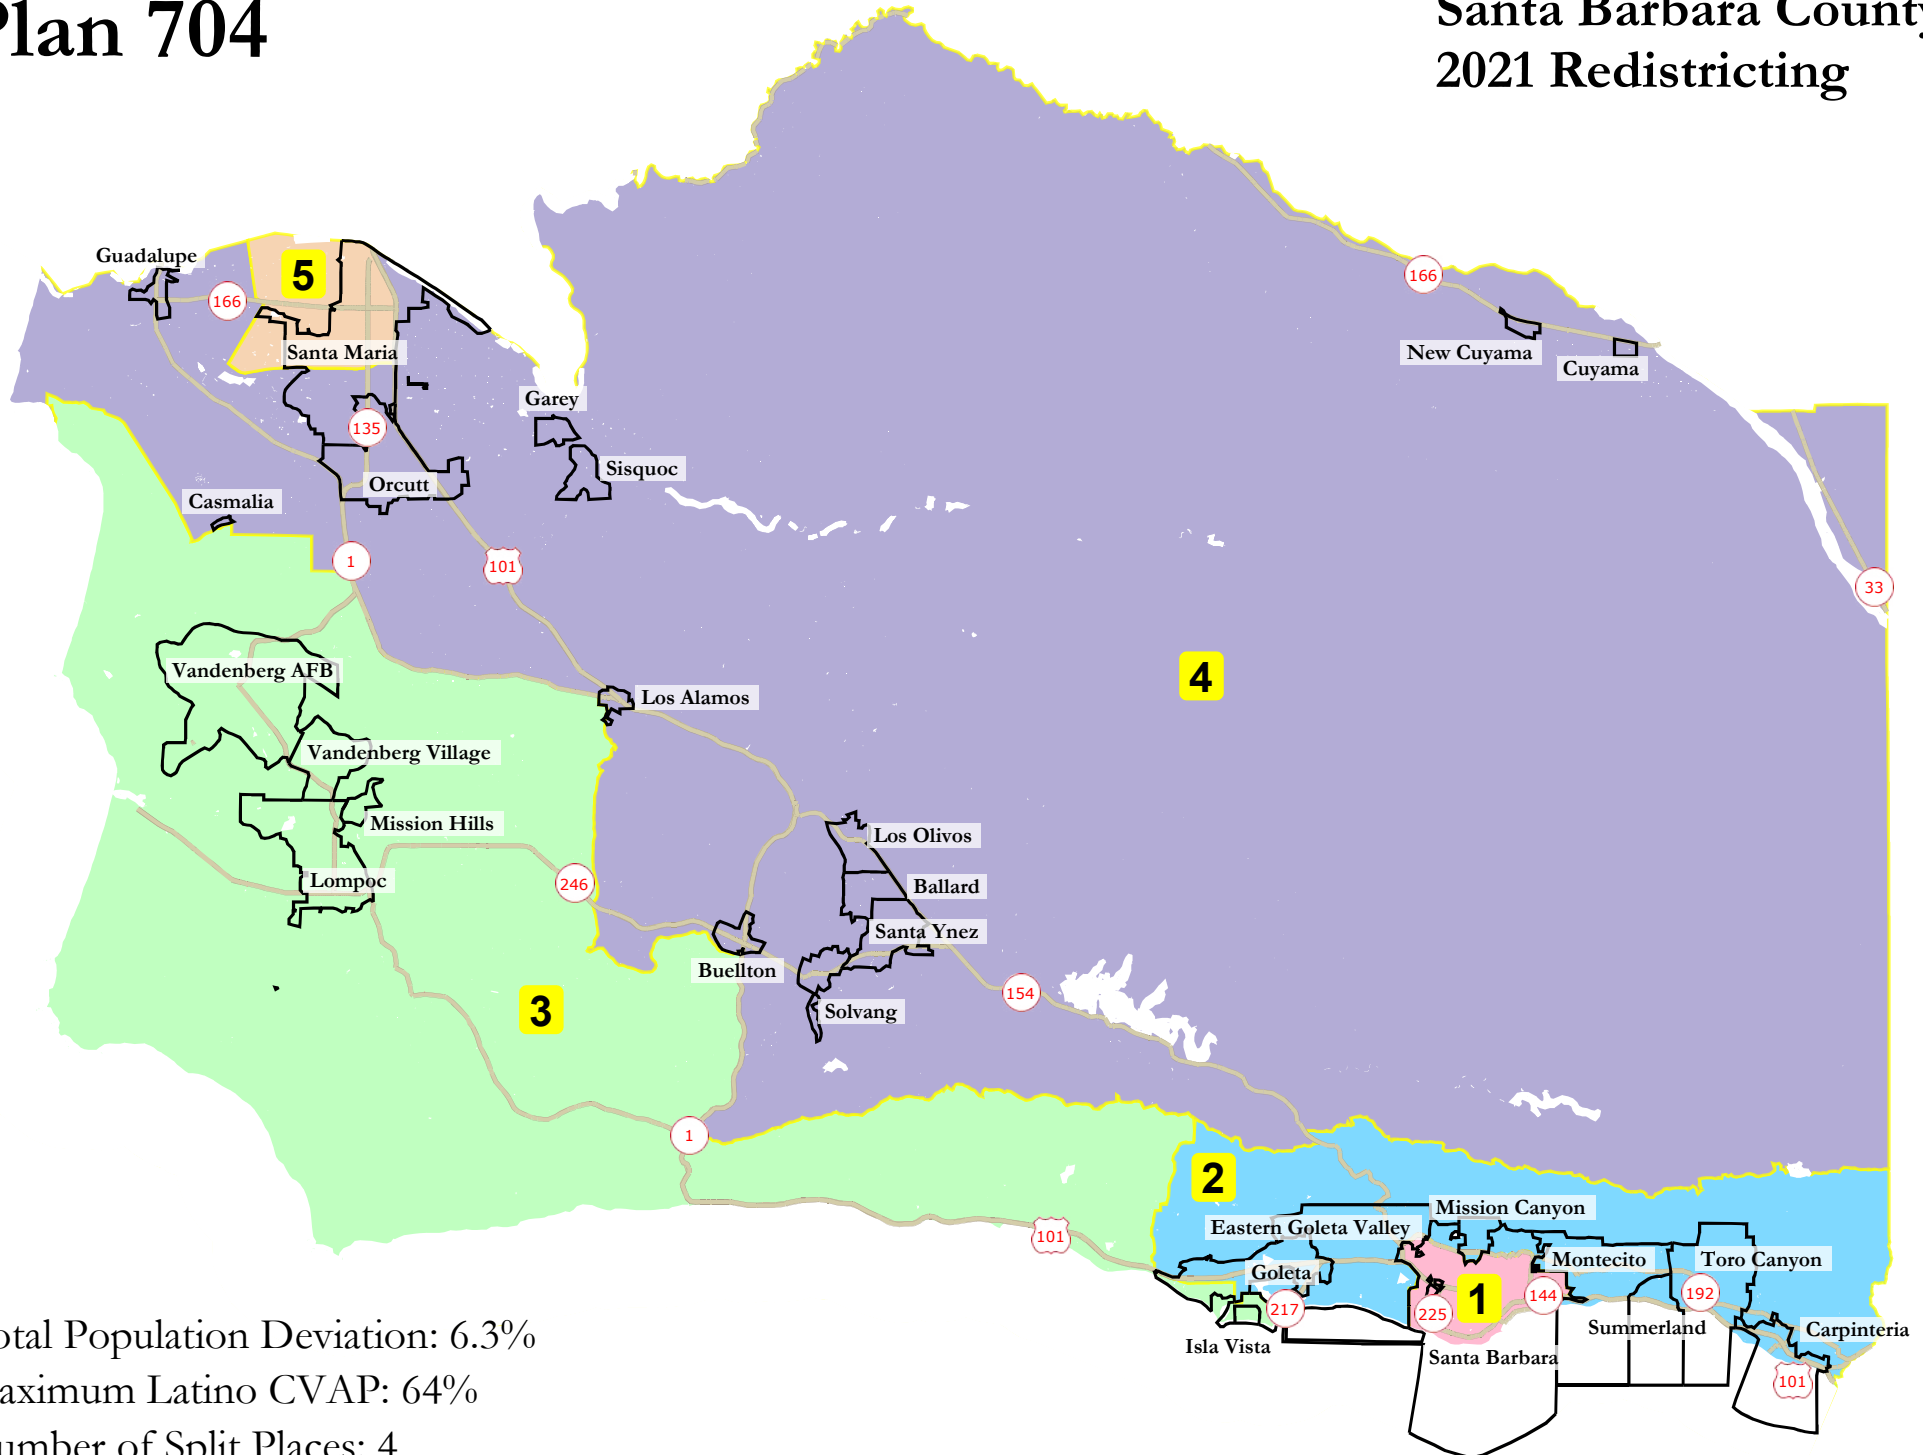 Plan 704
Santa Barbara County
2021 Redistricting
Guadalupe
5
166
166
Santa Maria
New Cuyama
Cuyama
Garey
135
Sisquoc
Orcutt
Casmalia
1
101
33
Vandenberg AFB
4
Los Alamos
Vandenberg Village
Mission Hills
Los Olivos
Lompoc
246
Ballard
Santa Ynez
Buellton
154
3
Solvang
1
2
Mission Canyon
Eastern Goleta Valley
101
Montecito
Toro Canyon
Goleta
1
144
192
217
225
Summerland
Carpinteria
Isla Vista
Santa Barbara
101
otal Population Deviation: 6.3%
aximum Latino CVAP: 64%
umber of Split Places: 4